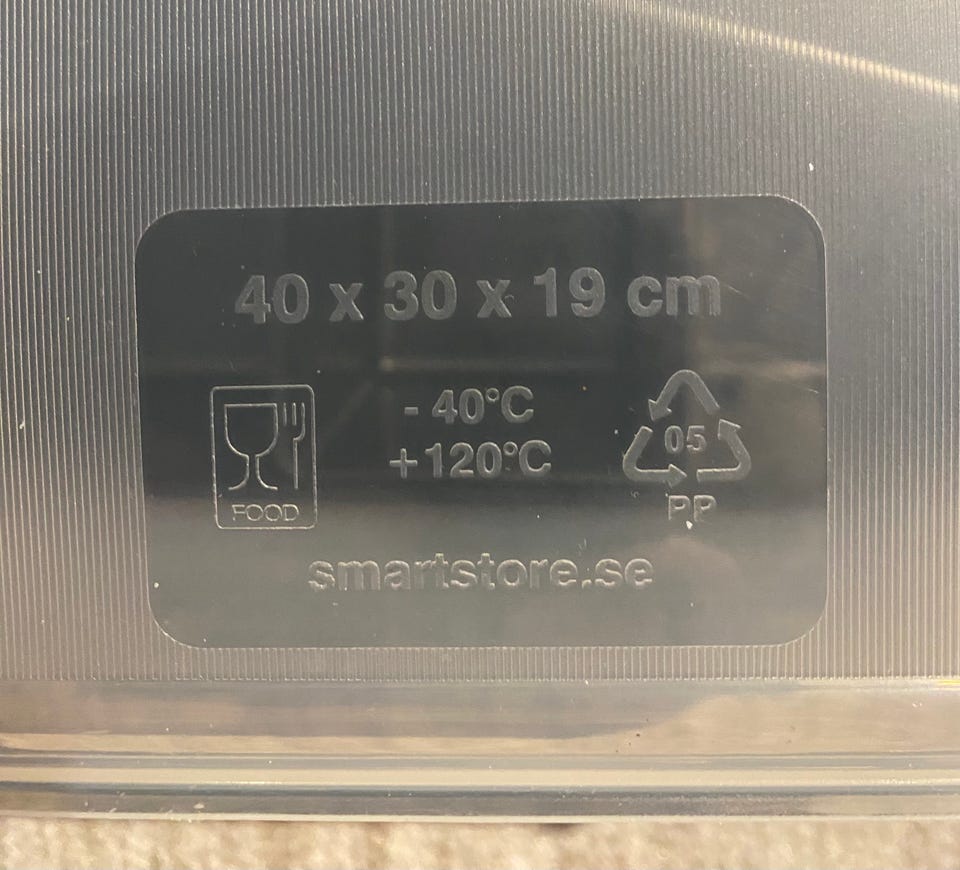 40 x 30 x 19 cm
- 40°C
+120°C
05
PP
FOOD
smartstore.se